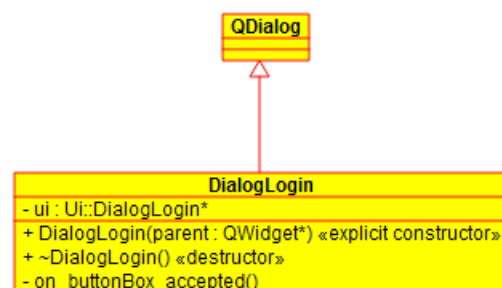 QDialog
DialogLogin
- ui : Ui::DialogLogin*
+ DialogLogin(parent : QWidget*) «explicit constructor»
+ ~DialogLogin() «destructor»
- on_buttonBox_accepted()